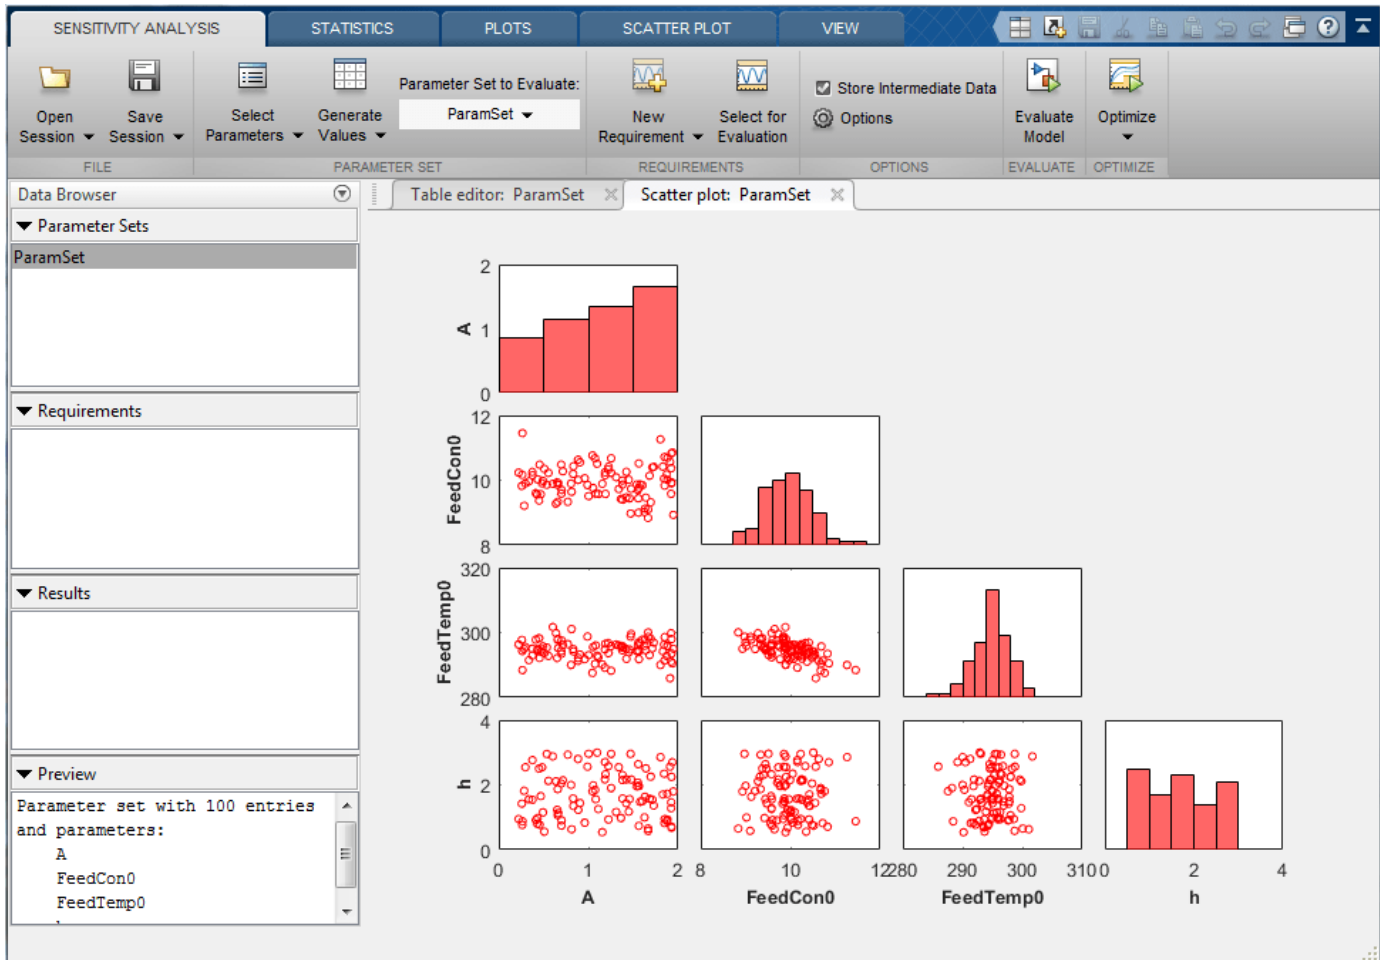 SENSITIVITY ANALYSIS STATISTICS PLOTS SCATTER PLOT VIEW
Open Session
Save Session
Select Parameters
Generate Values
Parameter Set to Evaluate:
ParamSet
New Requirement
Select for Evaluation
Store Intermediate Data
Options
Evaluate Model
Optimize
FILE PARAMETER SET REQUIREMENTS OPTIONS EVALUATE OPTIMIZE
Data Browser
Parameter Sets
ParamSet
Requirements
Results
Preview
Parameter set with 100 entries
and parameters:
A
FeedCon0
FeedTemp0
Table editor: ParamSet
Scatter plot: ParamSet
2
A
1
0
12
FeedCon0
10
8
320
FeedTemp0
300
280
4
h
2
0
0 1 2 8 10 12 280 290 300 310 0 2 4
A FeedCon0 FeedTemp0 h